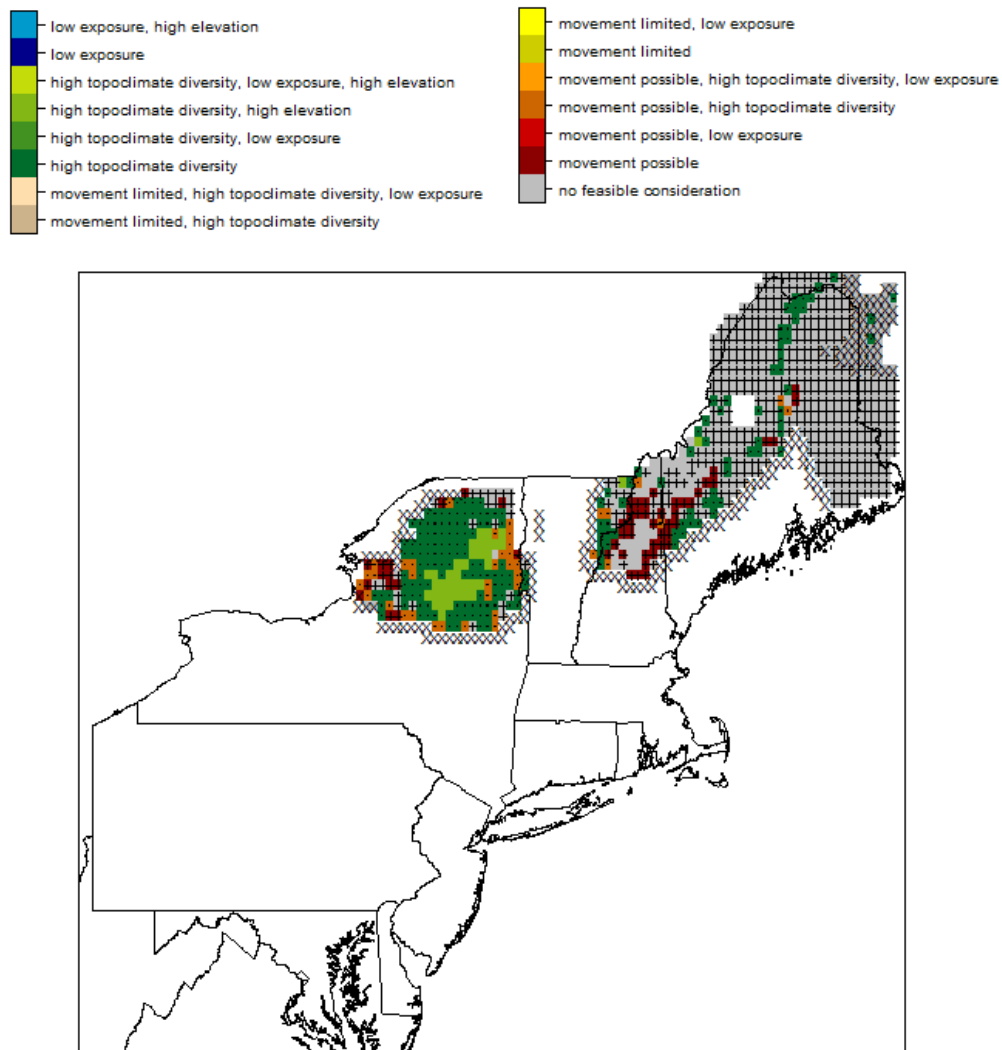 low exposure, high elevation
low exposure
high topoclimate diversity, low exposure, high elevation
high topoclimate diversity, high elevation
high topoclimate diversity, low exposure
high topoclimate diversity
movement limited, high topoclimate diversity, low exposure
movement limited, high topoclimate diversity
movement limited, low exposure
movement limited
movement possible, high topoclimate diversity, low exposure
movement possible, high topoclimate diversity
movement possible, low exposure
movement possible
no feasible consideration